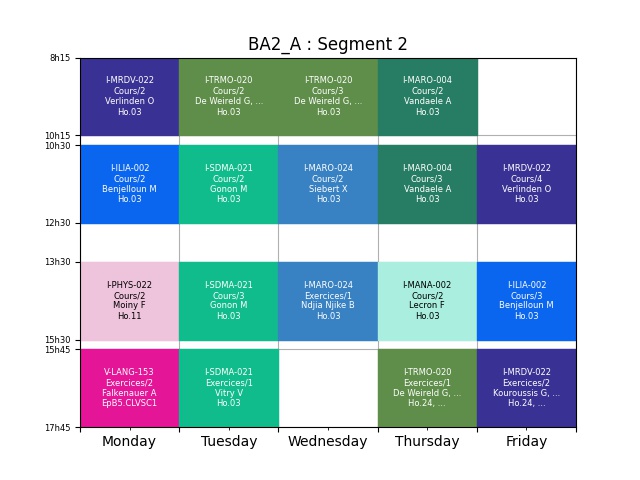 BA2_A : Segment 2
8h15
I-MRDV-022
Cours/2
Verlinden O
Ho.03
I-TRMO-020
Cours/2
De Weireld G, ...
Ho.03
I-TRMO-020
Cours/3
De Weireld G, ...
Ho.03
I-MARO-004
Cours/2
Vandaele A
Ho.03
10h15
10h30
I-ILIA-002
Cours/2
Benjelloun M
Ho.03
I-SDMA-021
Cours/2
Gonon M
Ho.03
I-MARO-024
Cours/2
Siebert X
Ho.03
I-MARO-004
Cours/3
Vandaele A
Ho.03
I-MRDV-022
Cours/4
Verlinden O
Ho.03
12h30
13h30
I-PHYS-022
Cours/2
Moiny F
Ho.11
I-SDMA-021
Cours/3
Gonon M
Ho.03
I-MARO-024
Exercices/1
Ndjia Njike B
Ho.03
I-MANA-002
Cours/2
Lecron F
Ho.03
I-ILIA-002
Cours/3
Benjelloun M
Ho.03
15h30
15h45
V-LANG-153
Exercices/2
Falkenauer A
EpB5.CLVSC1
I-SDMA-021
Exercices/1
Vitry V
Ho.03
I-TRMO-020
Exercices/1
De Weireld G, ...
Ho.24, ...
I-MRDV-022
Exercices/2
Kouroussis G, ...
Ho.24, ...
17h45
Monday
Tuesday
Wednesday
Thursday
Friday